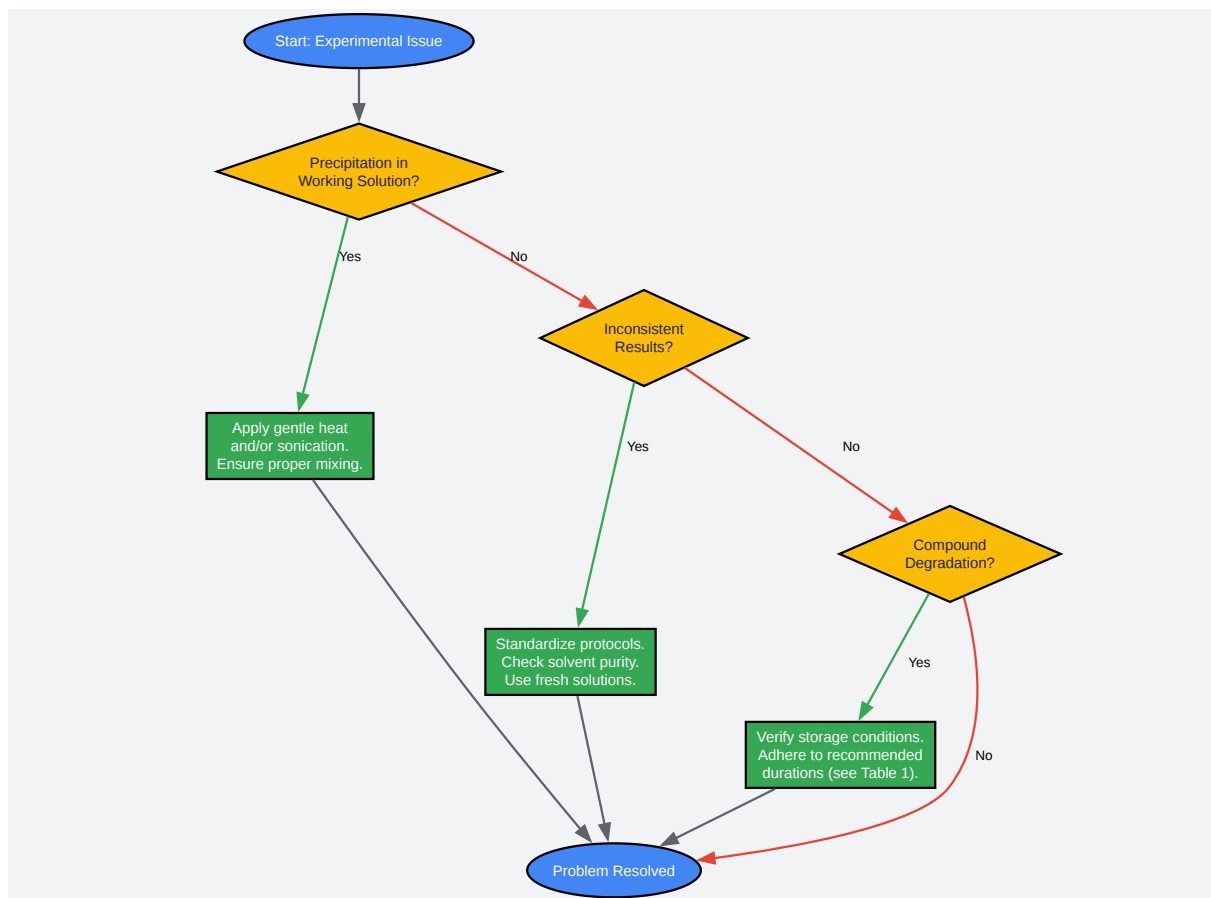 Start: Experimental Issue
Precipitation in
Working Solution?
Yes
No
Inconsistent
Results?
Apply gentle heat
and/or sonication.
Ensure proper mixing.
Yes
No
Compound
Degradation?
Standardize protocols.
Check solvent purity.
Use fresh solutions.
Yes
Verify storage conditions.
Adhere to recommended
durations (see Table 1).
No
Problem Resolved